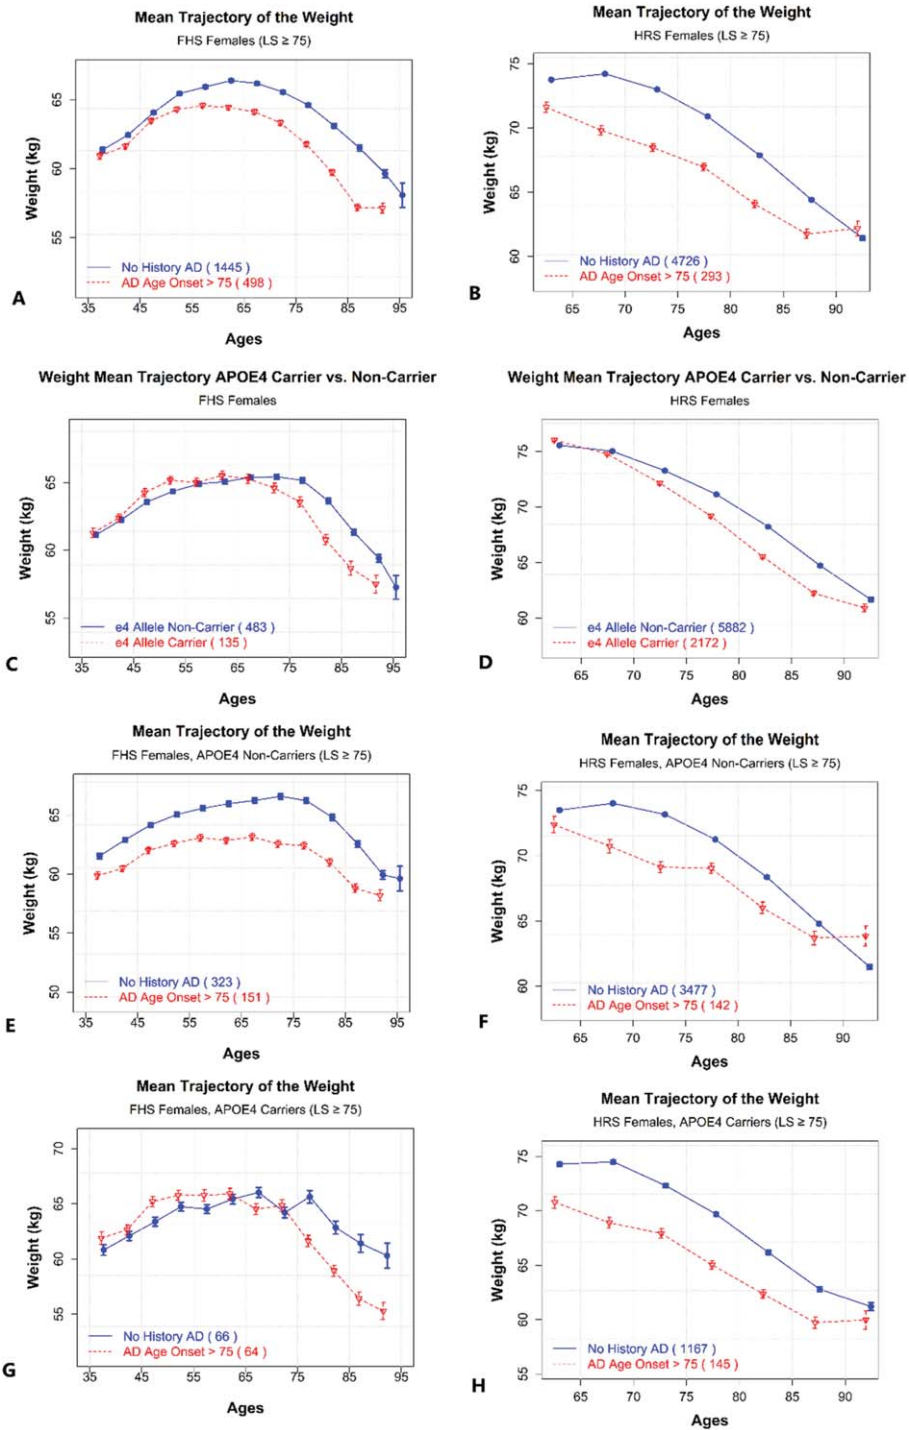 Mean Trajectory of the Weight
FHS Females (LS ≥ 75)
Weight (kg)
65
60
55
No History AD ( 1445 )
AD Age Onset > 75 ( 498 )
35 45 55 65 75 85 95
Ages
A
Mean Trajectory of the Weight
HRS Females (LS ≥ 75)
Weight (kg)
75
70
65
60
No History AD ( 4726 )
AD Age Onset > 75 ( 293 )
65 70 75 80 85 90
Ages
B
Weight Mean Trajectory APOE4 Carrier vs. Non-Carrier
FHS Females
Weight (kg)
65
60
55
e4 Allele Non-Carrier ( 483 )
e4 Allele Carrier ( 135 )
35 45 55 65 75 85 95
Ages
C
Weight Mean Trajectory APOE4 Carrier vs. Non-Carrier
HRS Females
Weight (kg)
75
70
65
60
e4 Allele Non-Carrier ( 5882 )
e4 Allele Carrier ( 2172 )
65 70 75 80 85 90
Ages
D
Mean Trajectory of the Weight
FHS Females, APOE4 Non-Carriers (LS ≥ 75)
Weight (kg)
65
60
55
50
No History AD ( 323 )
AD Age Onset > 75 ( 151 )
35 45 55 65 75 85 95
Ages
E
Mean Trajectory of the Weight
HRS Females, APOE4 Non-Carriers (LS ≥ 75)
Weight (kg)
75
70
65
60
No History AD ( 3477 )
AD Age Onset > 75 ( 142 )
65 70 75 80 85 90
Ages
F
Mean Trajectory of the Weight
FHS Females, APOE4 Carriers (LS ≥ 75)
Weight (kg)
70
65
60
55
No History AD ( 66 )
AD Age Onset > 75 ( 64 )
35 45 55 65 75 85 95
Ages
G
Mean Trajectory of the Weight
HRS Females, APOE4 Carriers (LS ≥ 75)
Weight (kg)
75
70
65
60
55
No History AD ( 1167 )
AD Age Onset > 75 ( 145 )
65 70 75 80 85 90
Ages
H